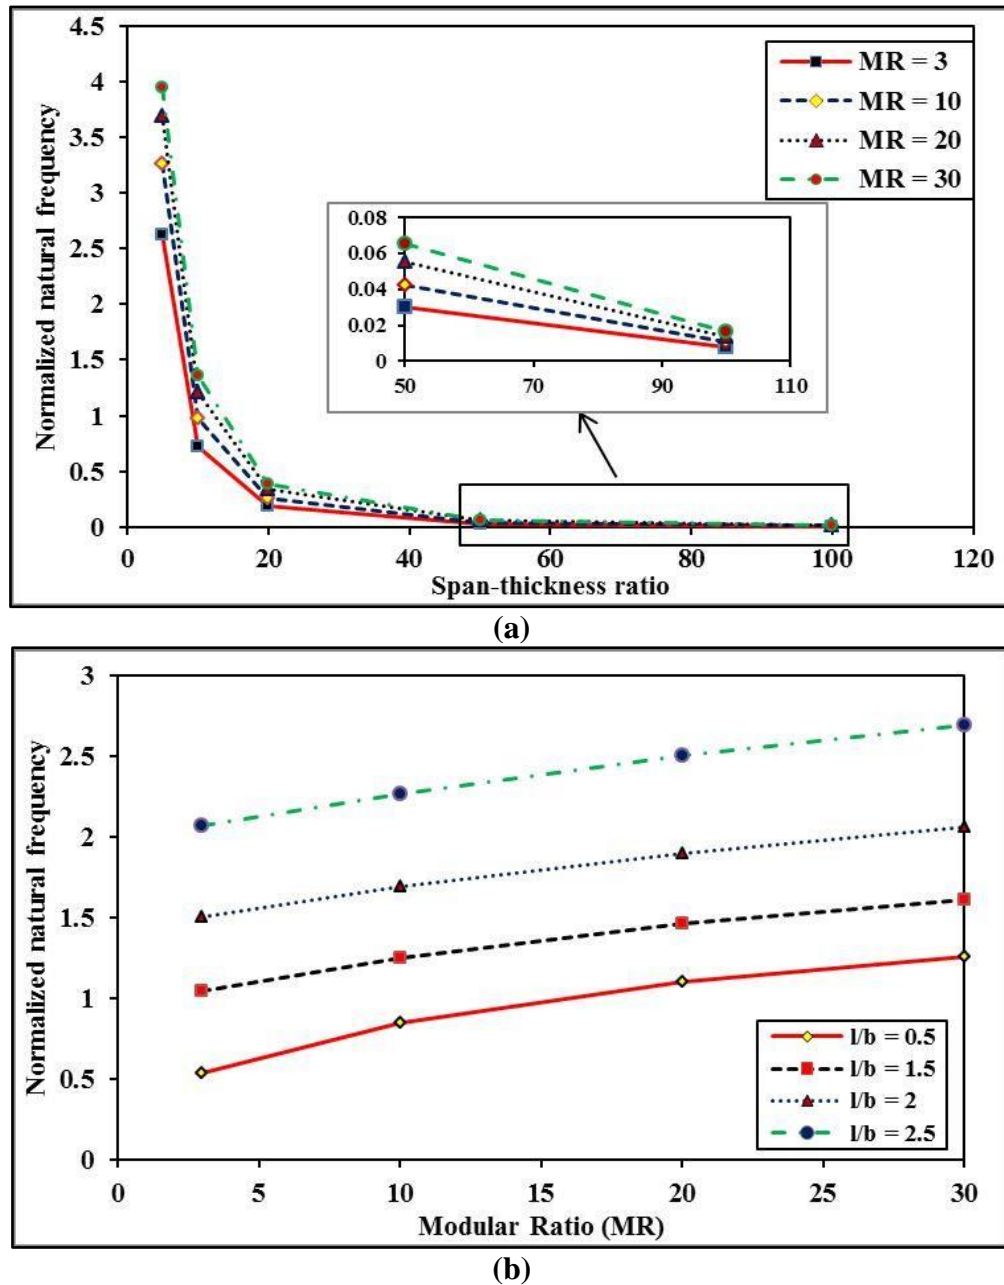 4.5
4
3.5
3
2.5
2
1.5
1
0.5
0
Normalized natural frequency
MR = 3
MR = 10
MR = 20
MR = 30
0.08
0.06
0.04
0.02
0
50 70 90 110
0 20 40 60 80 100 120
Span-thickness ratio
(a)
3
2.5
2
1.5
1
0.5
0
Normalized natural frequency
l/b = 0.5
l/b = 1.5
l/b = 2
l/b = 2.5
0 5 10 15 20 25 30
Modular Ratio (MR)
(b)